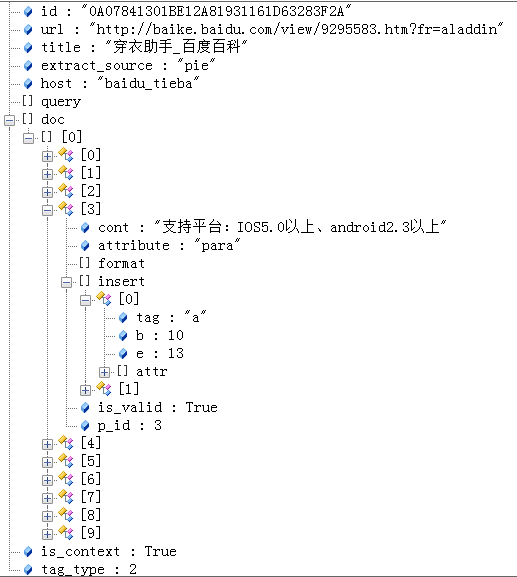 id : "0A07841301BE12A81931161D63283F2A"
url : "http://baike.baidu.com/view/9295583.htm?fr=aladdin"
title : "穿衣助手_百度百科"
extract_source : "pie"
host : "baidu_tieba"
[] query
[] doc
[] [0]
[0]
[1]
[2]
[3]
cont : "支持平台：IOS5.0以上、android2.3以上"
attribute : "para"
[] format
[] insert
[0]
tag : "a"
b : 10
e : 13
[] attr
[1]
is_valid : True
p_id : 3
[4]
[5]
[6]
[7]
[8]
[9]
is_context : True
tag_type : 2